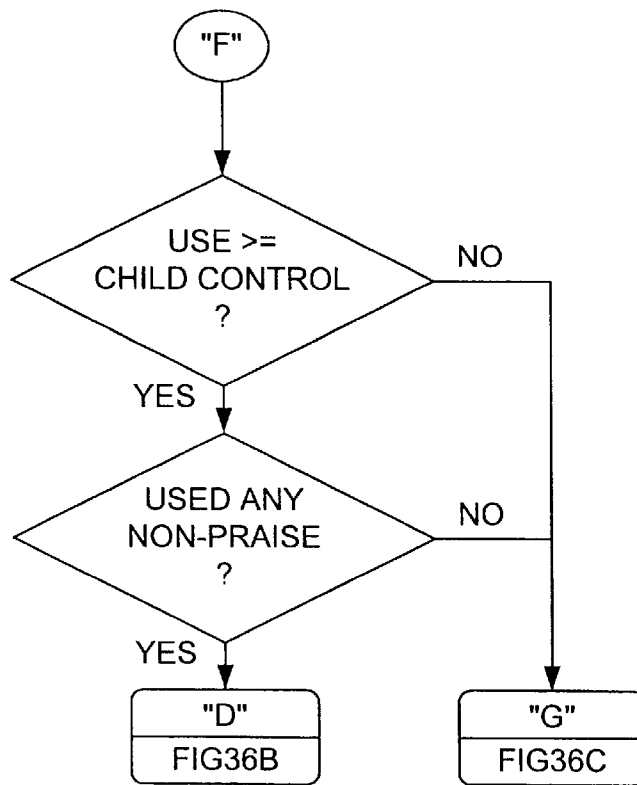 "F"
USE >=
CHILD CONTROL
?
NO
YES
USED ANY
NON-PRAISE
?
NO
YES
"D"
FIG36B
"G"
FIG36C